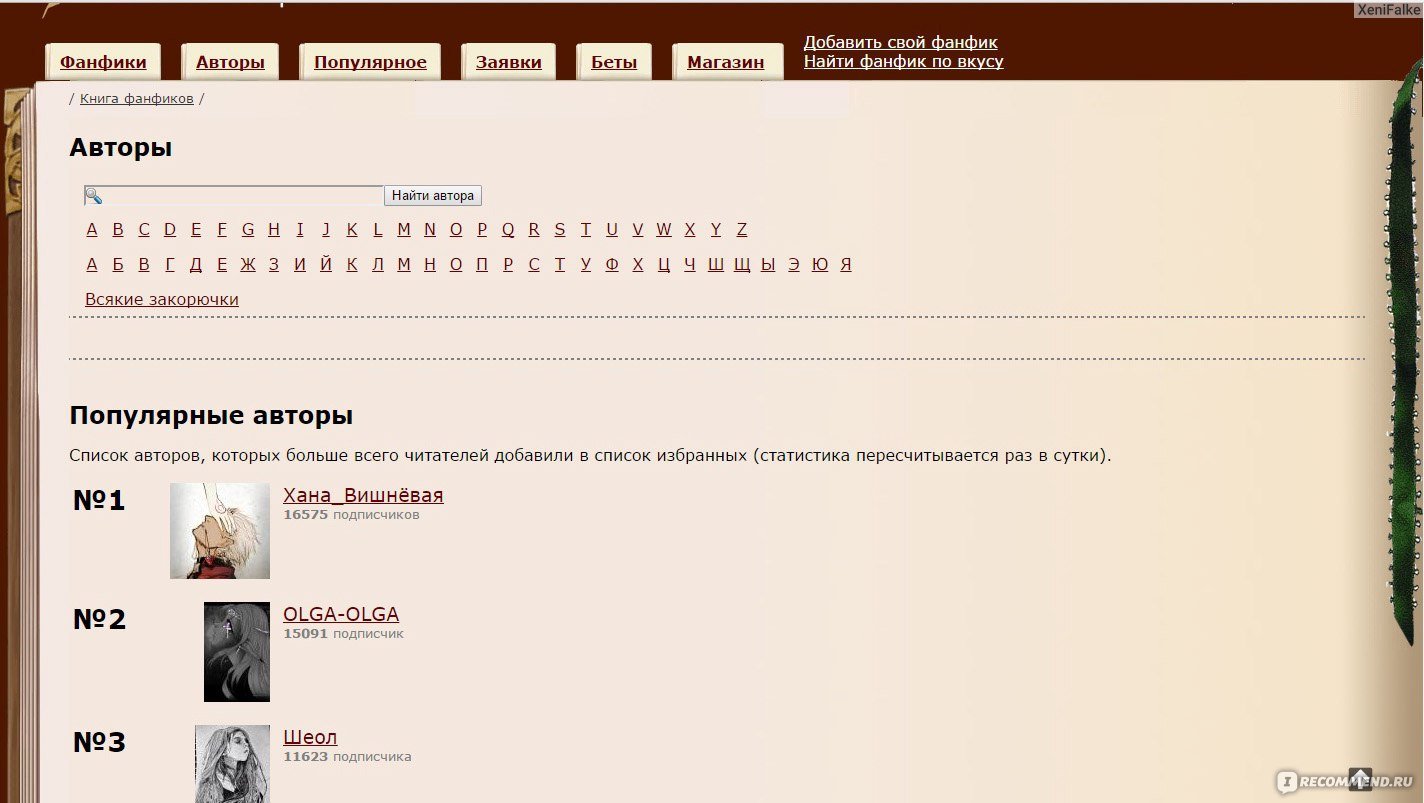 XeniFalke
Фанфики Авторы Популярное Заявки Беты Магазин
Добавить свой фанфик
Найти фанфик по вкусу
/ Книга фанфиков /
Авторы
Найти автора
A B C D E F G H I J K L M N O P Q R S T U V W X Y Z
А Б В Г Д Е Ж З И Й К Л М Н О П Р С Т У Ф Х Ц Ч Ш Щ Ы Э Ю Я
Всякие закорючки
Популярные авторы
Список авторов, которых больше всего читателей добавили в список избранных (статистика пересчитывается раз в сутки).
№1
Хана_Вишнёвая
16575 подписчиков
№2
OLGA-OLGA
15091 подписчик
№3
Шеол
11623 подписчика
I RECOMMEND.RU